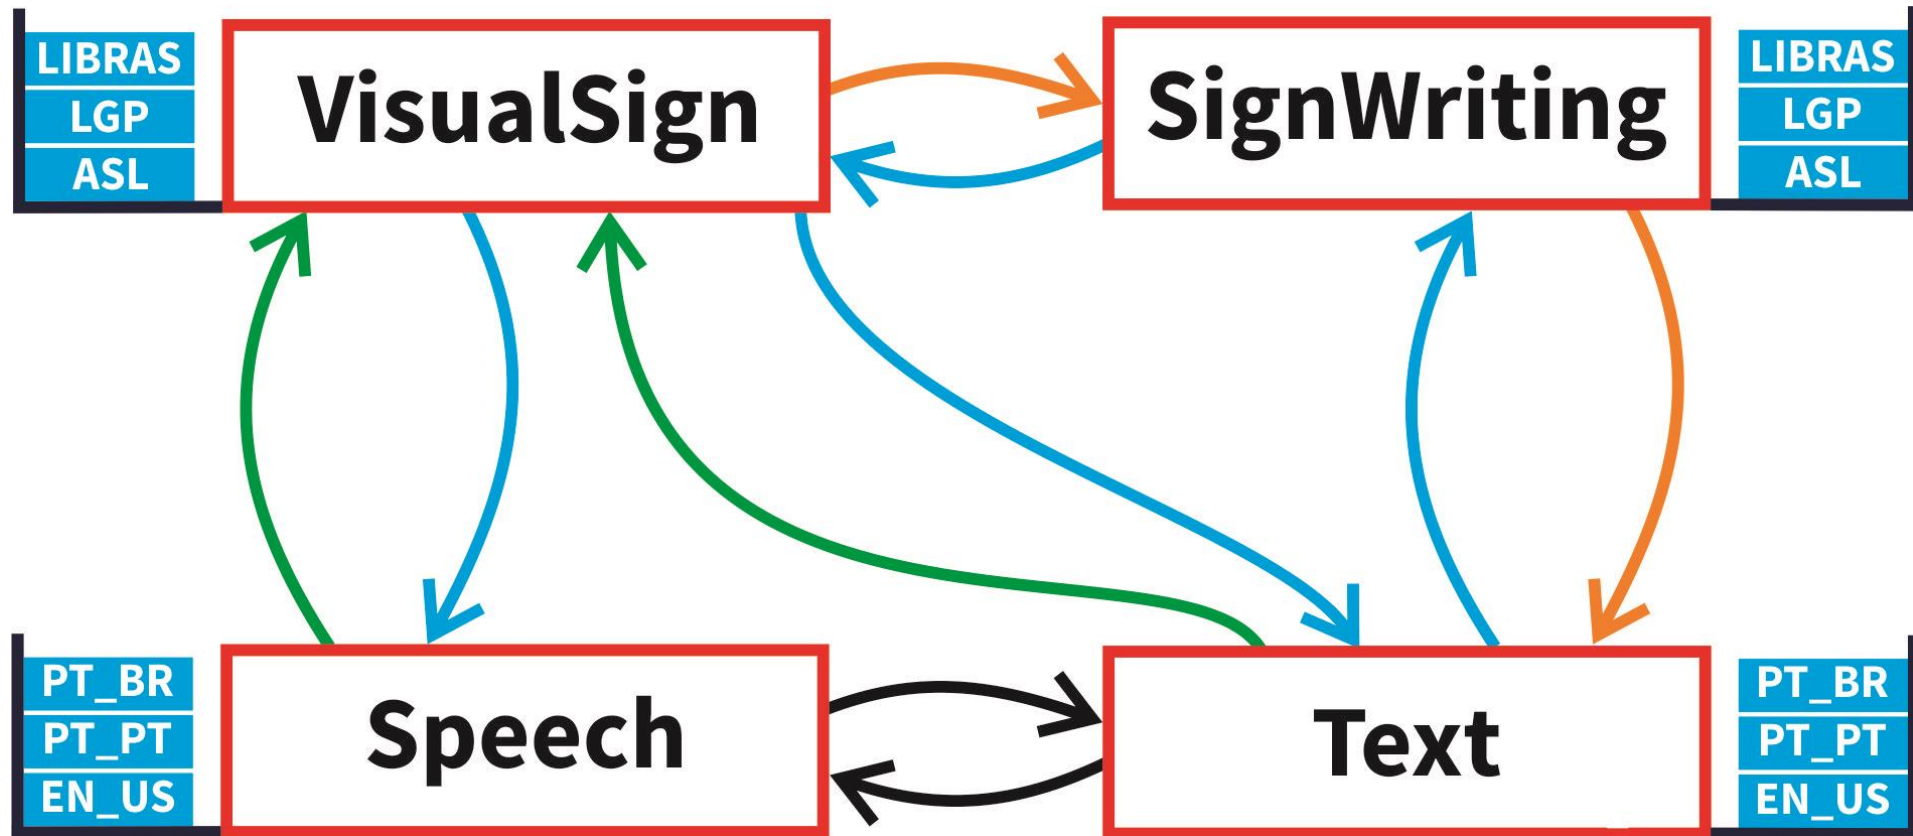 LIBRAS
LGP
ASL
VisualSign
SignWriting
LIBRAS
LGP
ASL
PT_BR
PT_PT
EN_US
Speech
Text
PT_BR
PT_PT
EN_US